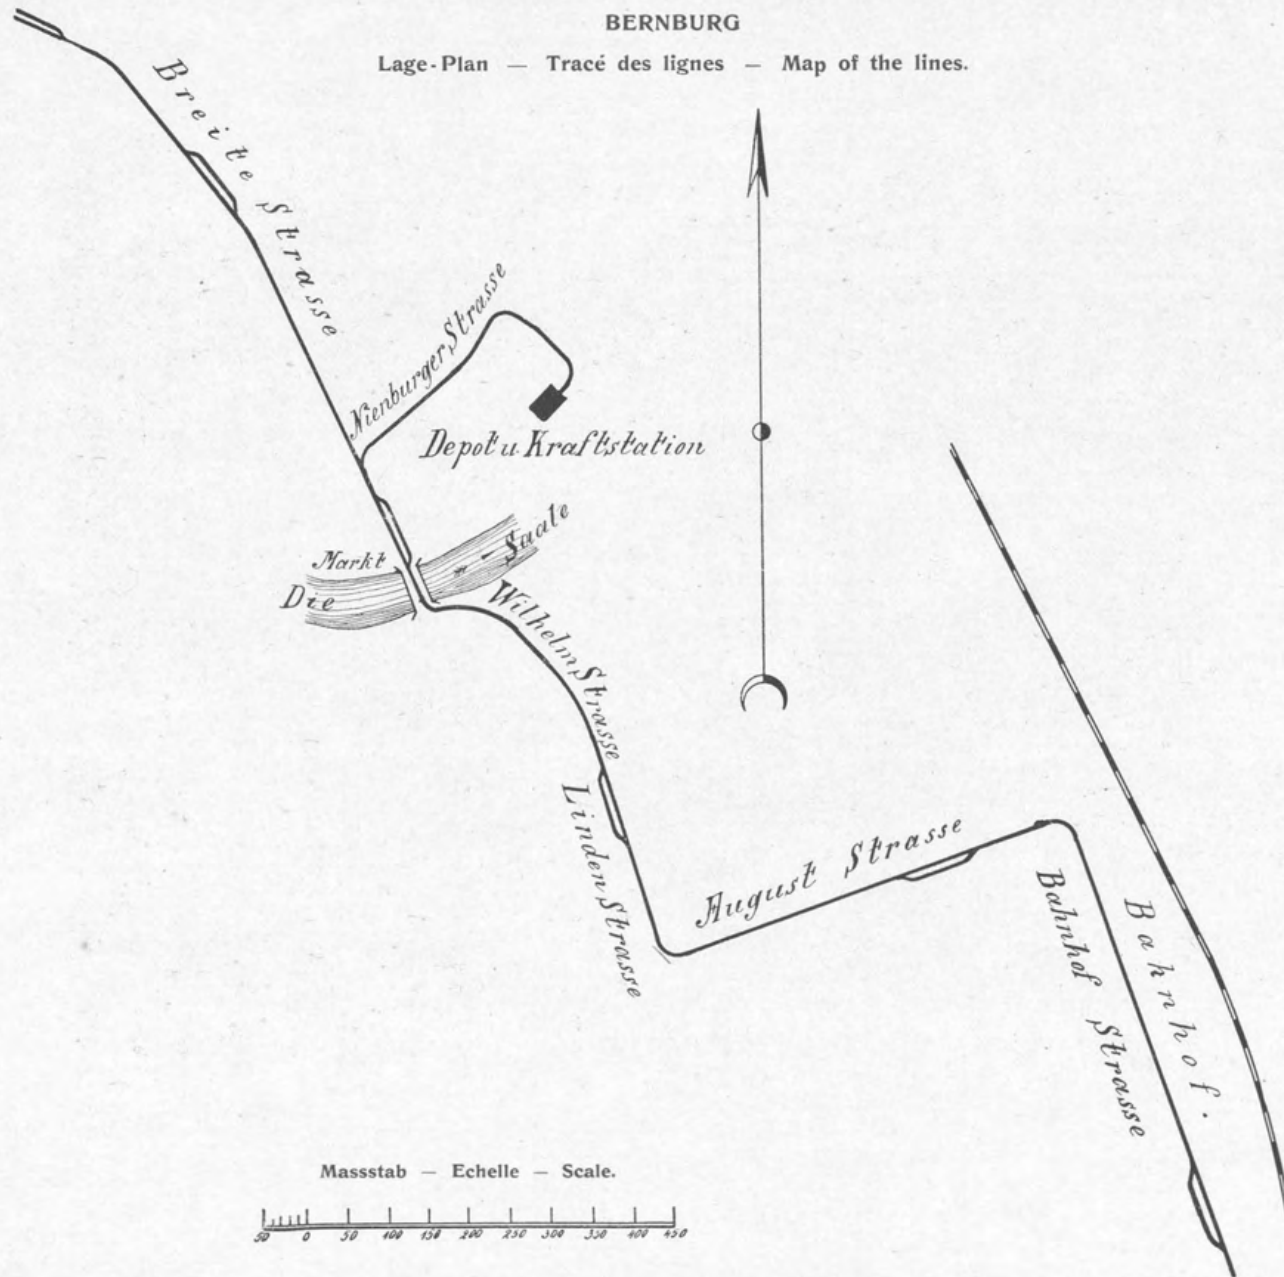 BERNBURG
Lage-Plan — Tracé des lignes — Map of the lines.
Breite Strasse
Nienburger Strasse
Depot u Kraftstation
Markt
Die Saale
Wilhelm Strasse
Linden Strasse
August Strasse
Bahnhof Strasse
Bahnhof.
Massstab — Echelle — Scale.
50 0 50 100 150 200 250 300 350 400 450